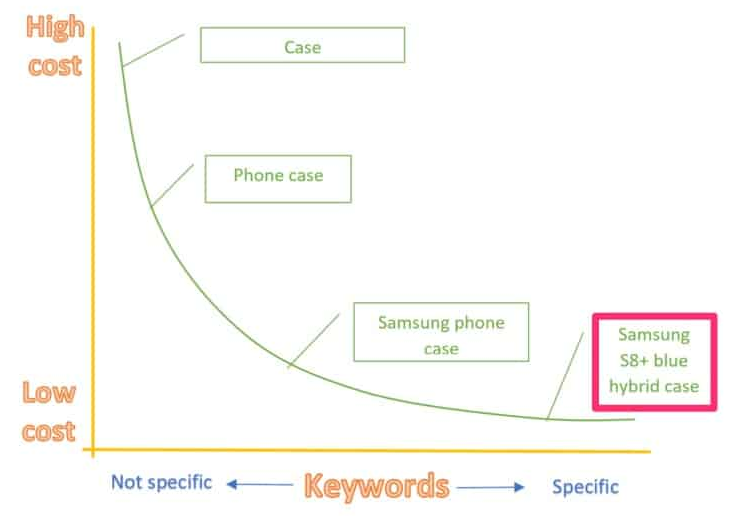 High
cost
Case
Phone case
Samsung phone
case
Samsung
S8+ blue
hybrid case
Low
cost
Not specific
Keywords
Specific